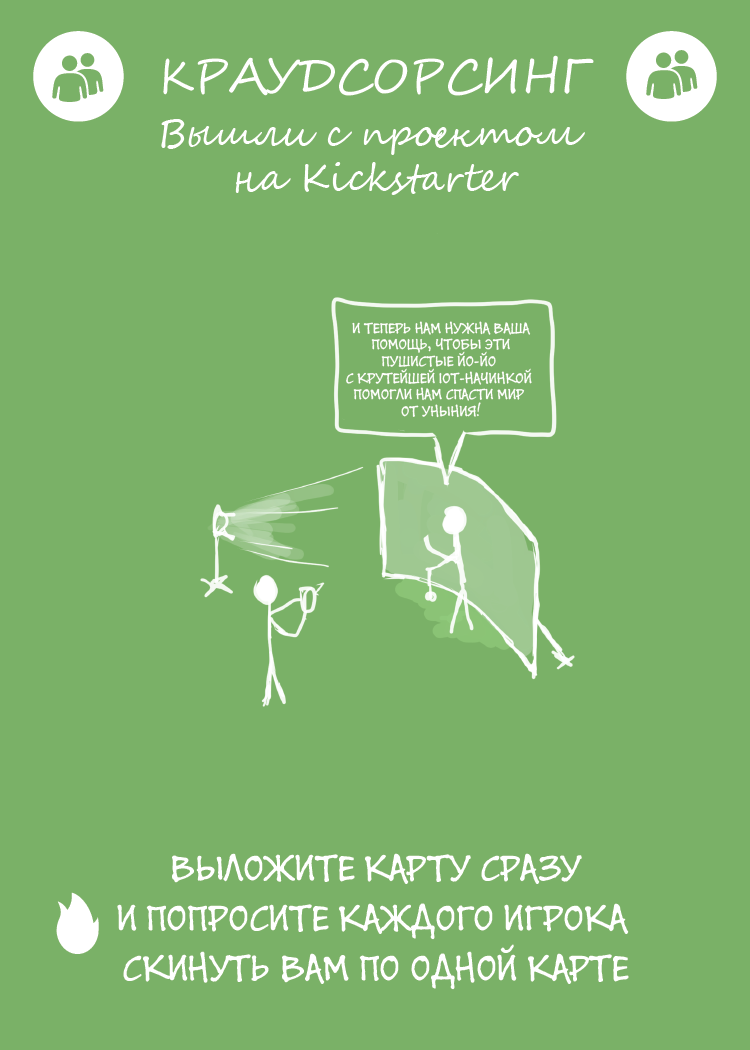 КРАУДСОРСИНГ
Вышли с проектом
на Kickstarter
И ТЕПЕРЬ НАМ НУЖНА ВАША
ПОМОЩЬ, ЧТОБЫ ЭТИ
ПУШИСТЫЕ ЙО-ЙО
С КРУТЕЙШЕЙ IOT-НАЧИНКОЙ
ПОМОГЛИ НАМ СПАСТИ МИР
ОТ УНЫНИЯ!
ВЫЛОЖИТЕ КАРТУ СРАЗУ
И ПОПРОСИТЕ КАЖДОГО ИГРОКА
СКИНУТЬ ВАМ ПО ОДНОЙ КАРТЕ